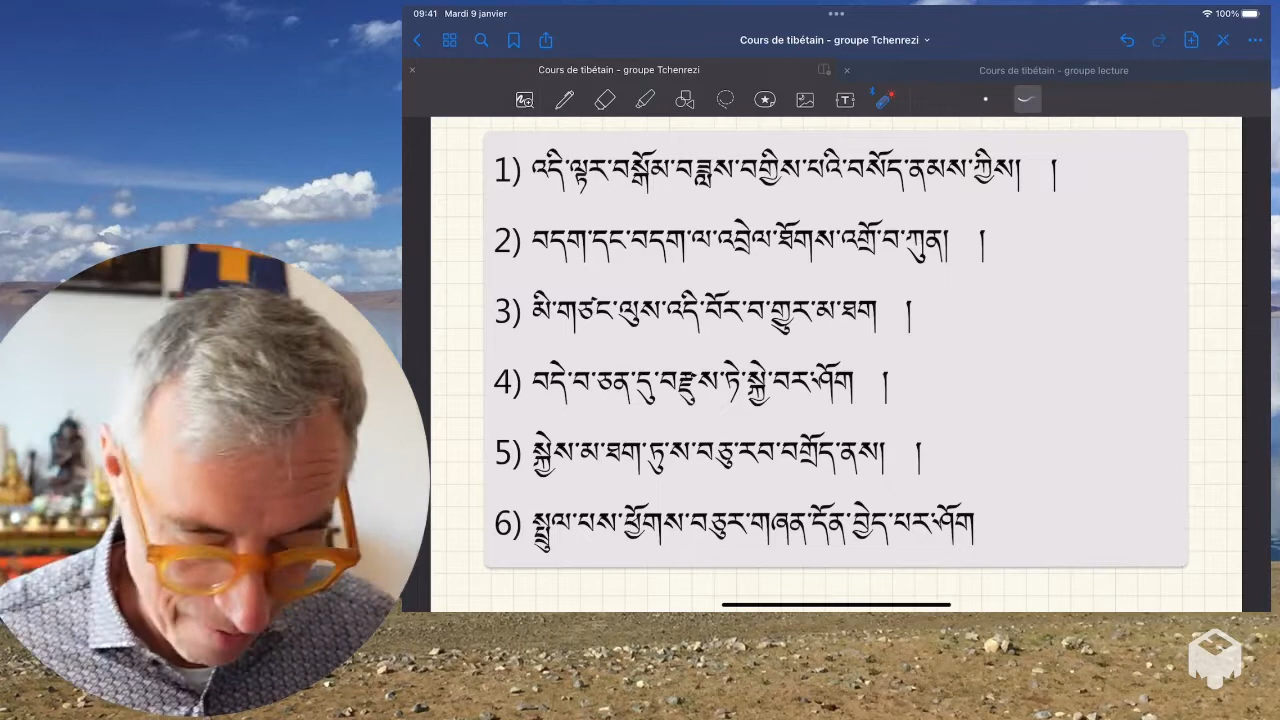 09:41 Mardi 9 janvier
100%
Cours de tibétain - groupe Tchenrezi
Cours de tibétain - groupe Tchenrezi
Cours de tibétain - groupe lecture
1) འདི་ལྟར་བསྒོམ་བཟླས་བགྱིས་པའི་བསོད་ནམས་ཀྱིས། །
2) བདག་དང་བདག་ལ་འབྲེལ་ཐོགས་འགྲོ་བ་ཀུན། །
3) མི་གཙང་ལུས་འདི་བོར་བ་གྱུར་མ་ཐག །
4) བདེ་བ་ཅན་དུ་བརྫུས་ཏེ་སྐྱེ་བར་ཤོག །
5) སྐྱེས་མ་ཐག་ཏུ་ས་བཅུ་རབ་བགྲོད་ནས། །
6) སྤྲུལ་པས་ཕྱོགས་བཅུར་གཞན་དོན་བྱེད་པར་ཤོག